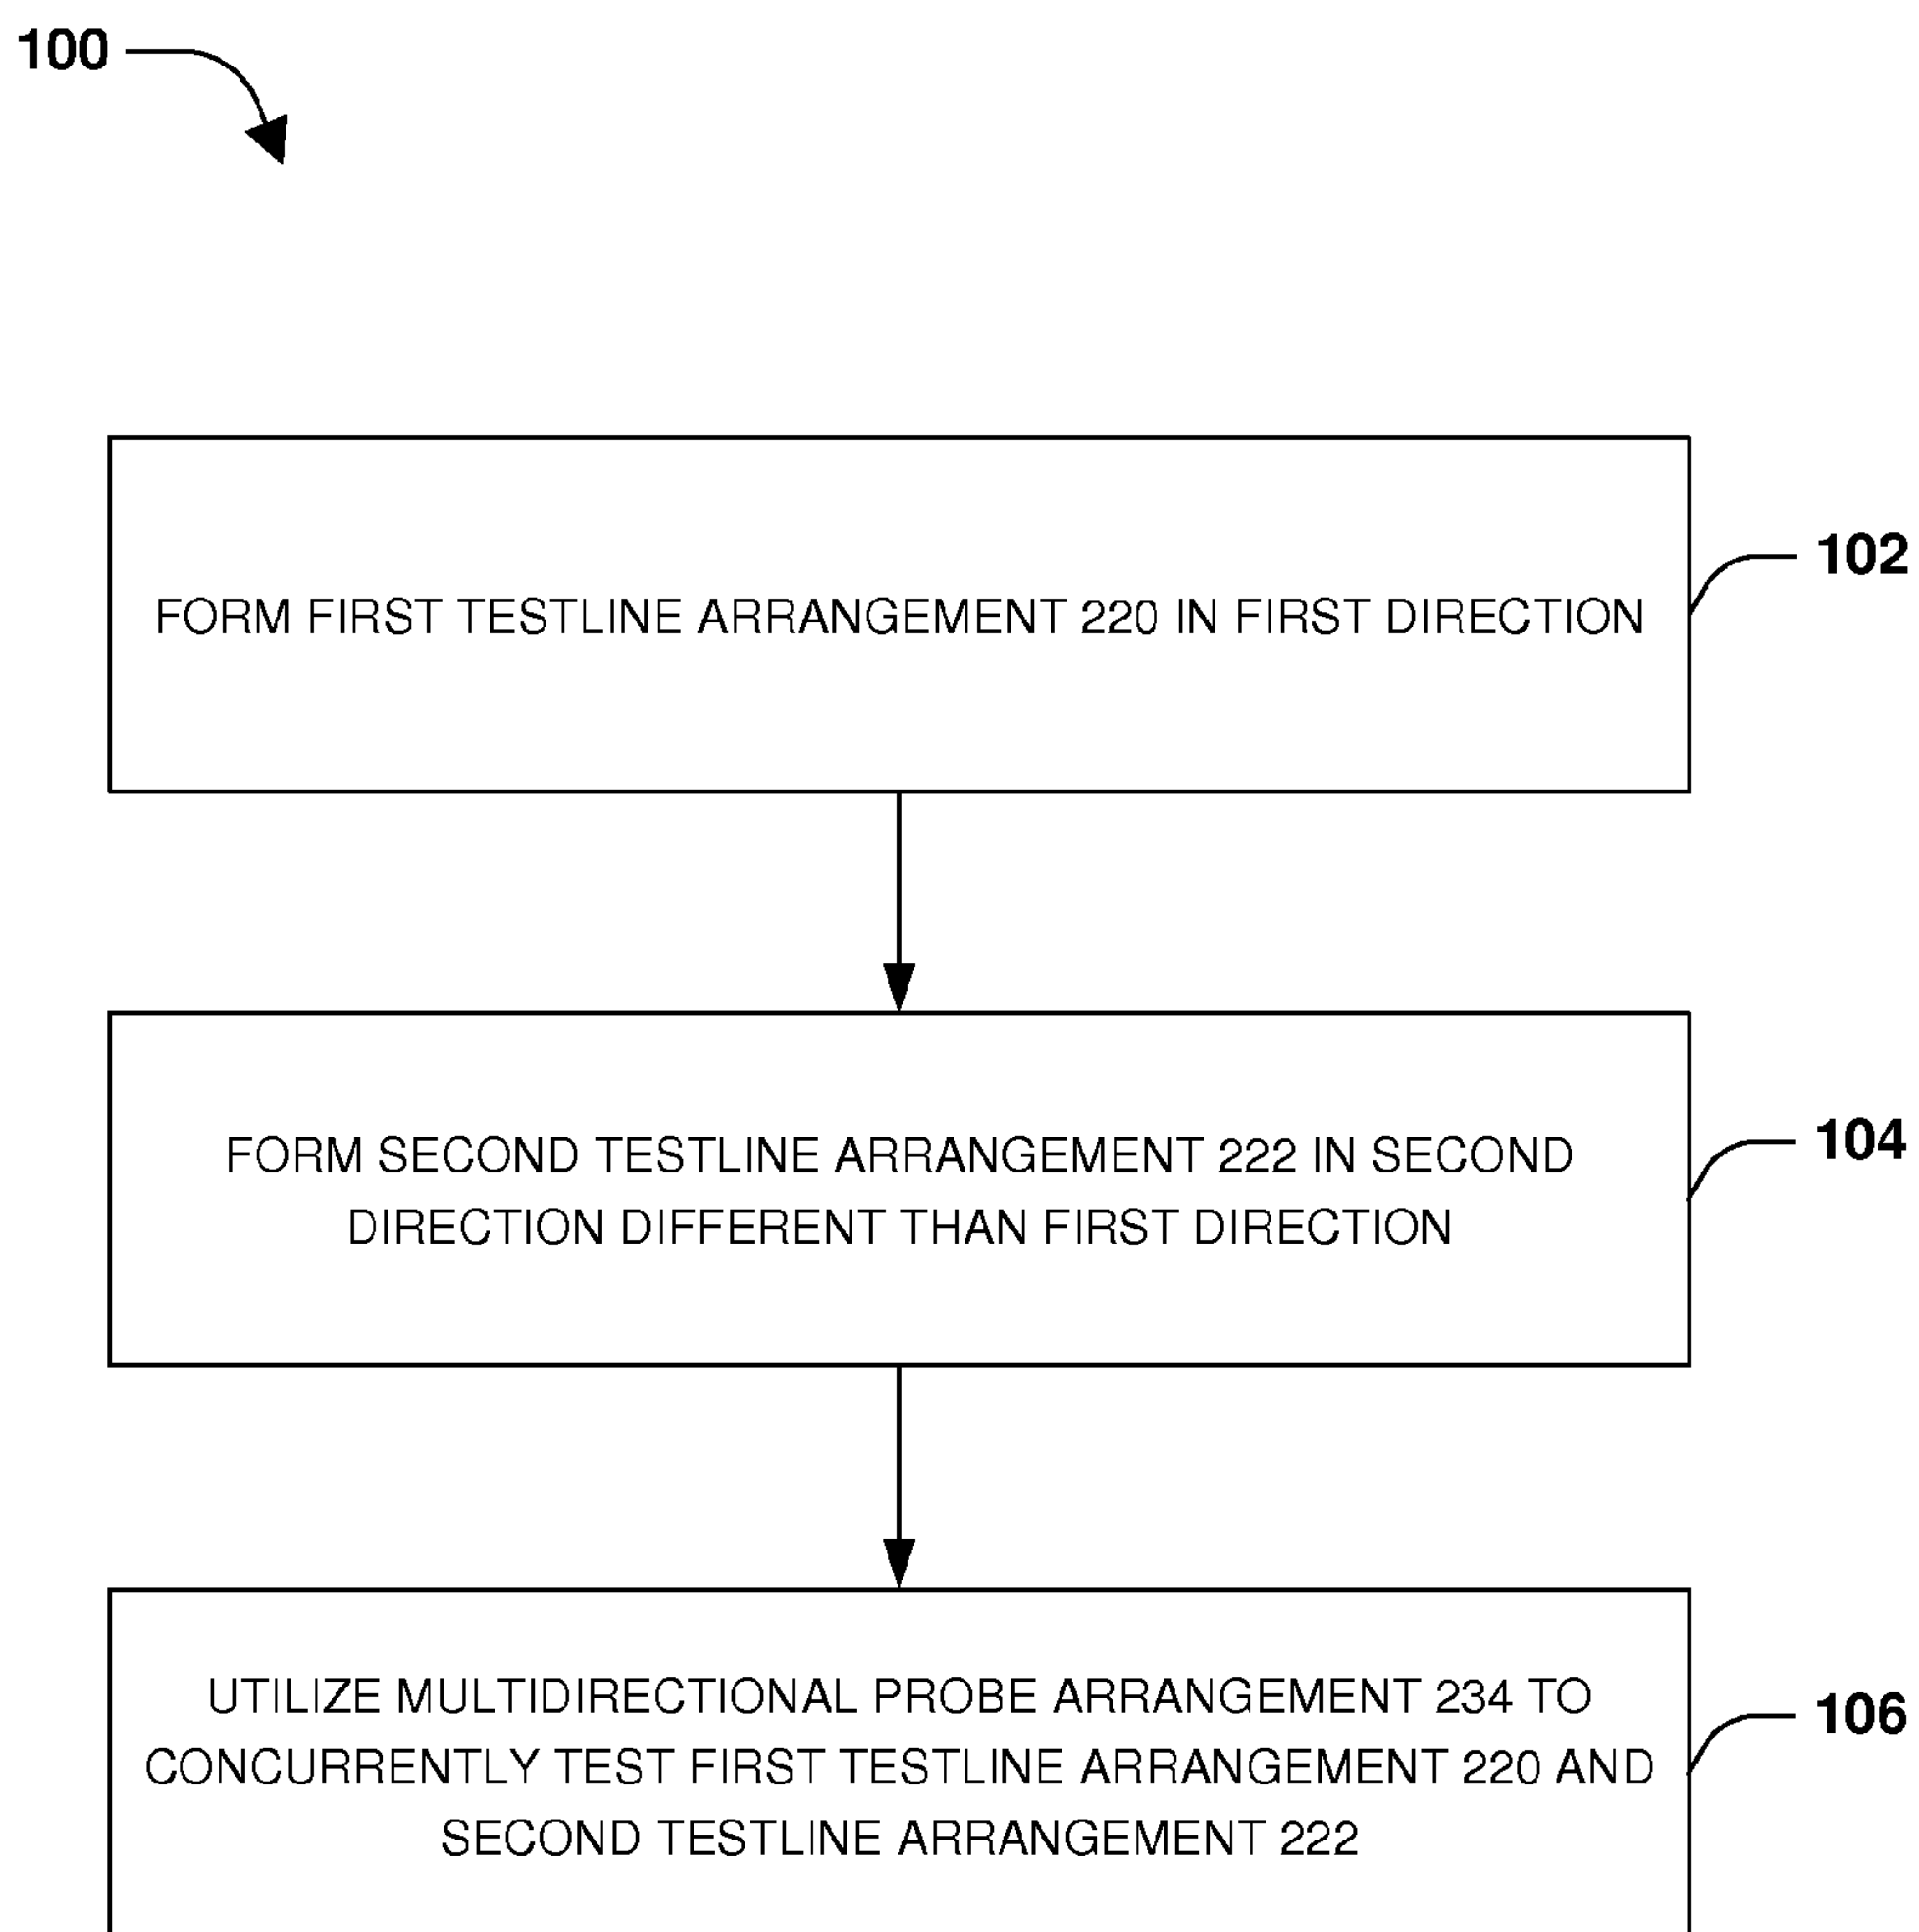 100
FORM FIRST TESTLINE ARRANGEMENT 220 IN FIRST DIRECTION
102
FORM SECOND TESTLINE ARRANGEMENT 222 IN SECOND
DIRECTION DIFFERENT THAN FIRST DIRECTION
104
UTILIZE MULTIDIRECTIONAL PROBE ARRANGEMENT 234 TO
CONCURRENTLY TEST FIRST TESTLINE ARRANGEMENT 220 AND
SECOND TESTLINE ARRANGEMENT 222
106